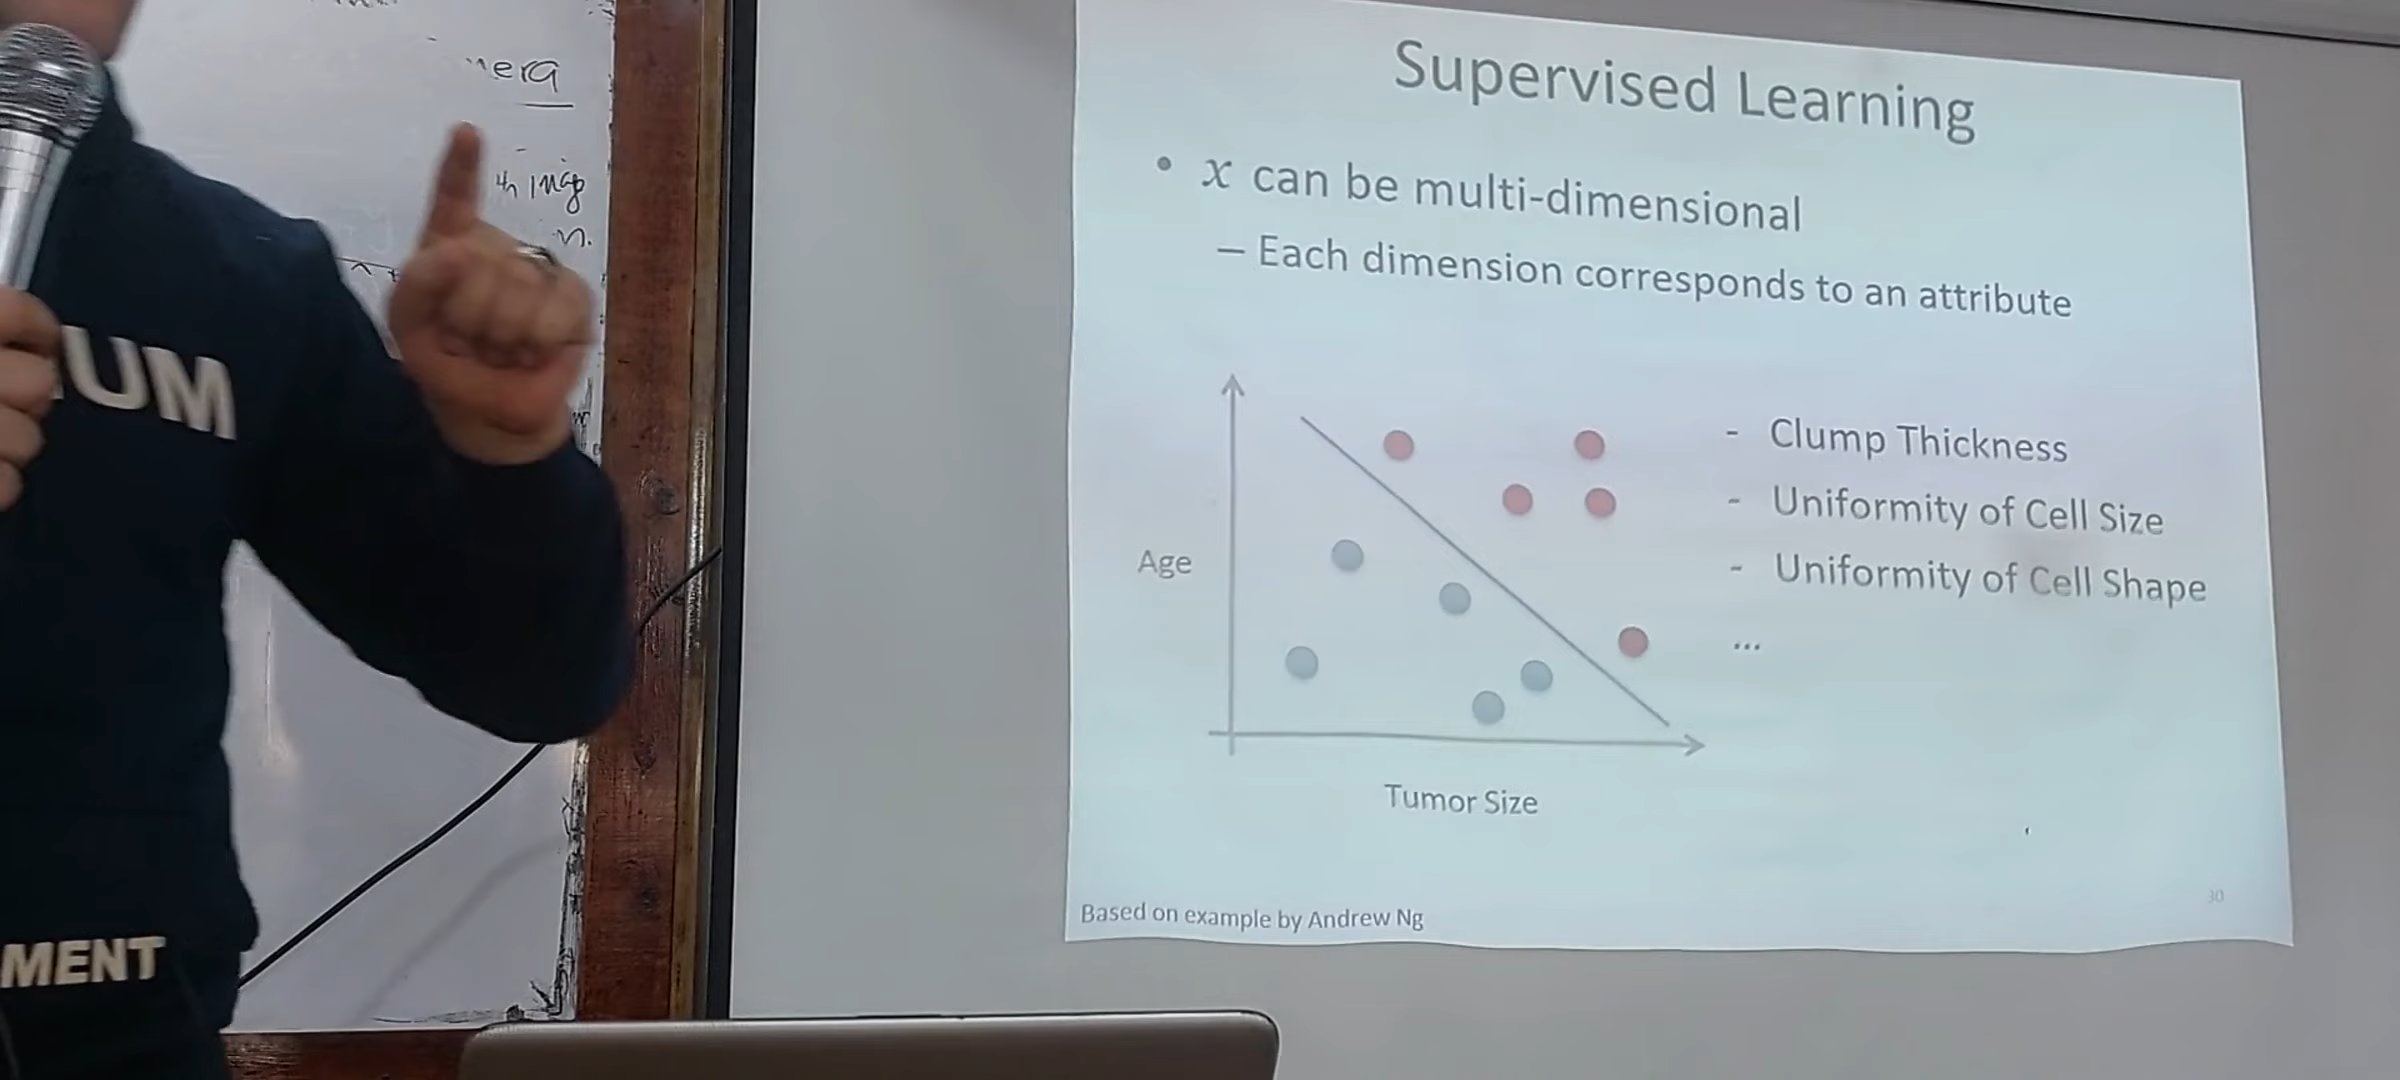 Supervised Learning
• x can be multi-dimensional
– Each dimension corresponds to an attribute
Age
Tumor Size
- Clump Thickness
- Uniformity of Cell Size
- Uniformity of Cell Shape
...
Based on example by Andrew Ng
30
UM
MENT